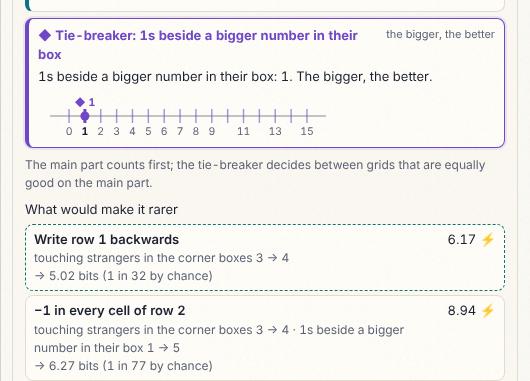 ◆ Tie-breaker: 1s beside a bigger number in their box
the bigger, the better
1s beside a bigger number in their box: 1. The bigger, the better.
◆ 1
0 1 2 3 4 5 6 7 8 9 11 13 15
The main part counts first; the tie-breaker decides between grids that are equally
good on the main part.
What would make it rarer
Write row 1 backwards 6.17 ⚡
touching strangers in the corner boxes 3 → 4
→ 5.02 bits (1 in 32 by chance)
−1 in every cell of row 2 8.94 ⚡
touching strangers in the corner boxes 3 → 4 · 1s beside a bigger
number in their box 1 → 5
→ 6.27 bits (1 in 77 by chance)